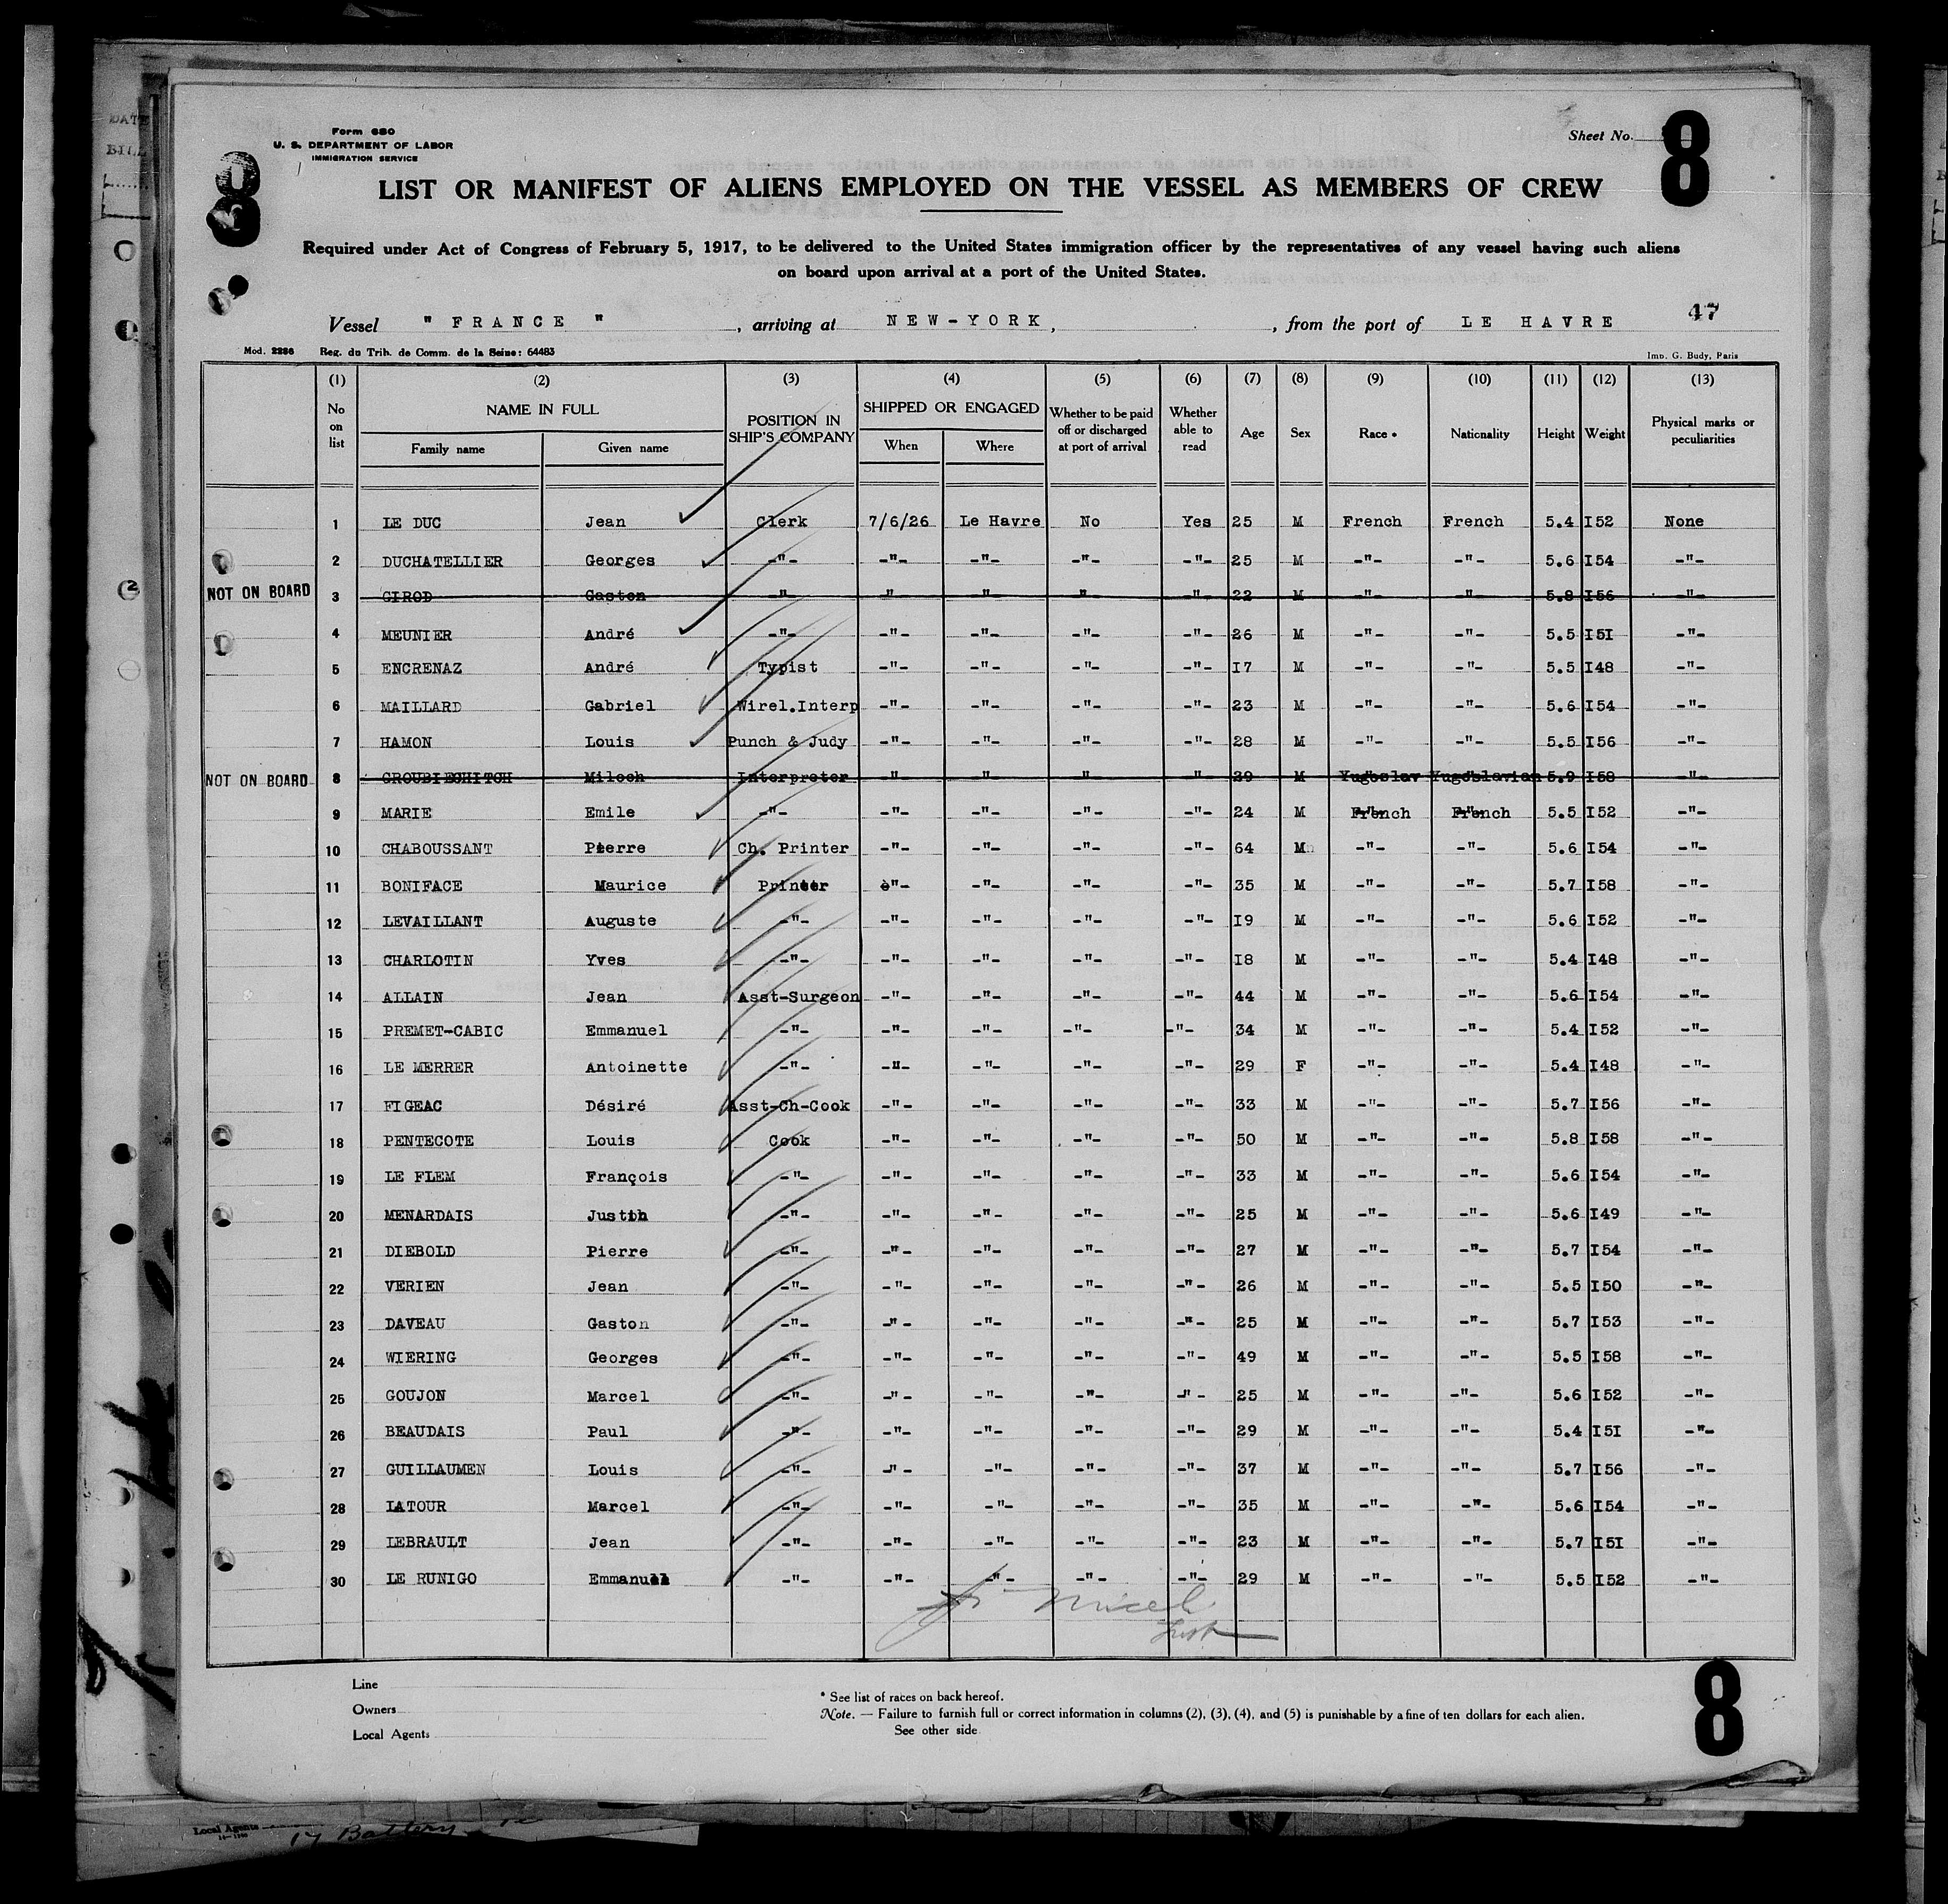 Form 680
U. S. DEPARTMENT OF LABOR
IMMIGRATION SERVICE
Sheet No. 8
8
LIST OR MANIFEST OF ALIENS EMPLOYED ON THE VESSEL AS MEMBERS OF CREW
Required under Act of Congress of February 5, 1917, to be delivered to the United States immigration officer by the representatives of any vessel having such aliens
on board upon arrival at a port of the United States.
47
Vessel " FRANCE ", arriving at NEW-YORK, , from the port of LE HAVRE
Mod. 2286 Reg. du Trib. de Comm. de la Seine: 64483 Imp. G. Budy, Paris
(1) (2) (3) (4) (5) (6) (7) (8) (9) (10) (11) (12) (13)
No on list NAME IN FULL Family name Given name POSITION IN SHIP'S COMPANY SHIPPED OR ENGAGED When Where Whether to be paid off or discharged at port of arrival Whether able to read Age Sex Race * Nationality Height Weight Physical marks or peculiarities
1 LE DUC Jean Clerk 7/6/26 Le Havre No Yes 25 M French French 5.4 I52 None
2 DUCHATELLIER Georges -"- -"- -"- -"- -"- 25 M -"- -"- 5.6 I54 -"-
NOT ON BOARD 3 GIROD Gaston -"- -"- -"- -"- -"- 22 M -"- -"- 5.8 I56 -"-
4 MEUNIER André -"- -"- -"- -"- -"- 26 M -"- -"- 5.5 I5I -"-
5 ENCRENAZ André Typist -"- -"- -"- -"- I7 M -"- -"- 5.5 I48 -"-
6 MAILLARD Gabriel Wirel.Interp -"- -"- -"- -"- 23 M -"- -"- 5.6 I54 -"-
7 HAMON Louis Punch & Judy -"- -"- -"- -"- 28 M -"- -"- 5.5 I56 -"-
NOT ON BOARD 8 GROUBIECHITCH Miloch Interpreter -"- -"- -"- -"- 39 M Yugoslav Yugoslavian 5.9 I58 -"-
9 MARIE Emile -"- -"- -"- -"- -"- 24 M French French 5.5 I52 -"-
10 CHABOUSSANT Pierre Ch. Printer -"- -"- -"- -"- 64 M -"- -"- 5.6 I54 -"-
11 BONIFACE Maurice Printer -"- -"- -"- -"- 35 M -"- -"- 5.7 I58 -"-
12 LEVAILLANT Auguste -"- -"- -"- -"- -"- I9 M -"- -"- 5.6 I52 -"-
13 CHARLOTIN Yves -"- -"- -"- -"- -"- I8 M -"- -"- 5.4 I48 -"-
14 ALLAIN Jean Asst-Surgeon -"- -"- -"- -"- 44 M -"- -"- 5.6 I54 -"-
15 PREMET-CABIC Emmanuel -"- -"- -"- -"- -"- 34 M -"- -"- 5.4 I52 -"-
16 LE MERRER Antoinette -"- -"- -"- -"- -"- 29 F -"- -"- 5.4 I48 -"-
17 FIGEAC Désiré Asst-Ch-Cook -"- -"- -"- -"- 33 M -"- -"- 5.7 I56 -"-
18 PENTECOTE Louis Cook -"- -"- -"- -"- 50 M -"- -"- 5.8 I58 -"-
19 LE FLEM François -"- -"- -"- -"- -"- 33 M -"- -"- 5.6 I54 -"-
20 MENARDAIS Justin -"- -"- -"- -"- -"- 25 M -"- -"- 5.6 I49 -"-
21 DIEBOLD Pierre -"- -"- -"- -"- -"- 27 M -"- -"- 5.7 I54 -"-
22 VERIEN Jean -"- -"- -"- -"- -"- 26 M -"- -"- 5.5 I50 -"-
23 DAVEAU Gaston -"- -"- -"- -"- -"- 25 M -"- -"- 5.7 I53 -"-
24 WIERING Georges -"- -"- -"- -"- -"- 49 M -"- -"- 5.5 I58 -"-
25 GOUJON Marcel -"- -"- -"- -"- -"- 25 M -"- -"- 5.6 I52 -"-
26 BEAUDAIS Paul -"- -"- -"- -"- -"- 29 M -"- -"- 5.4 I5I -"-
27 GUILLAUMEN Louis -"- -"- -"- -"- -"- 37 M -"- -"- 5.7 I56 -"-
28 LATOUR Marcel -"- -"- -"- -"- -"- 35 M -"- -"- 5.6 I54 -"-
29 LEBRAULT Jean -"- -"- -"- -"- -"- 23 M -"- -"- 5.7 I5I -"-
30 LE RUNIGO Emmanuel -"- -"- -"- -"- -"- 29 M -"- -"- 5.5 I52 -"-
Line
Owners
Local Agents
* See list of races on back hereof.
Note. — Failure to furnish full or correct information in columns (2), (3), (4), and (5) is punishable by a fine of ten dollars for each alien.
See other side
8
Local Agents
17 Battery